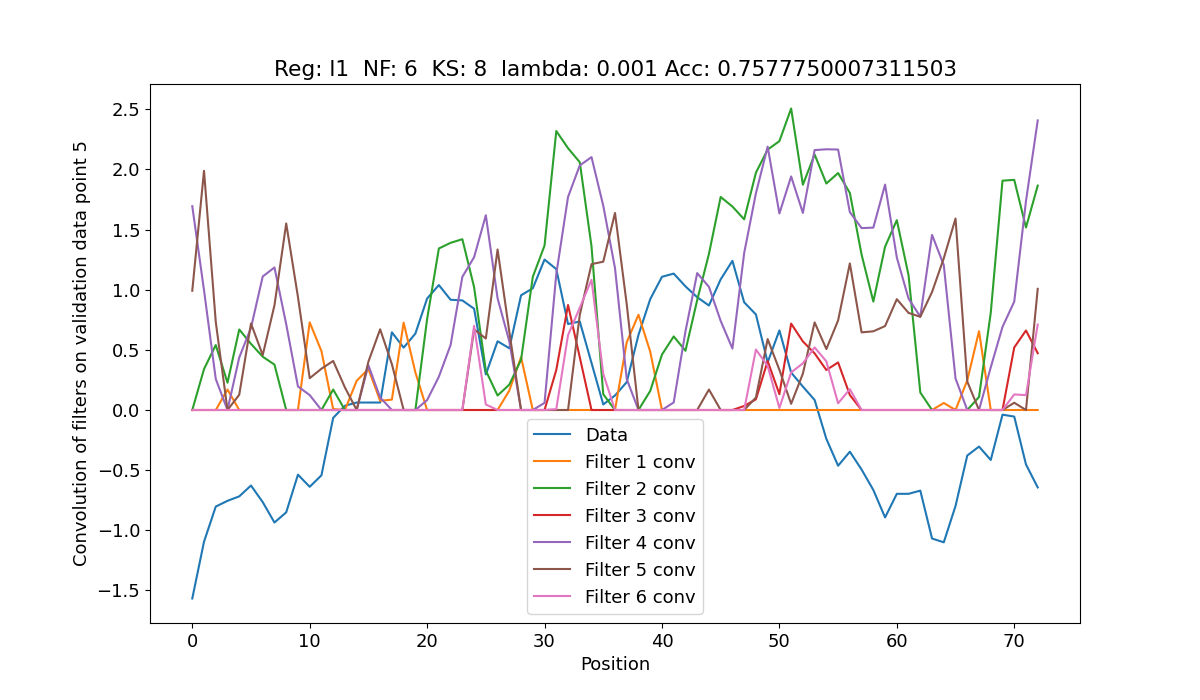 Reg: l1  NF: 6  KS: 8  lambda: 0.001 Acc: 0.7577750007311503
Convolution of filters on validation data point 5
2.5
2.0
1.5
1.0
0.5
0.0
−0.5
−1.0
−1.5
Data
Filter 1 conv
Filter 2 conv
Filter 3 conv
Filter 4 conv
Filter 5 conv
Filter 6 conv
0 10 20 30 40 50 60 70
Position